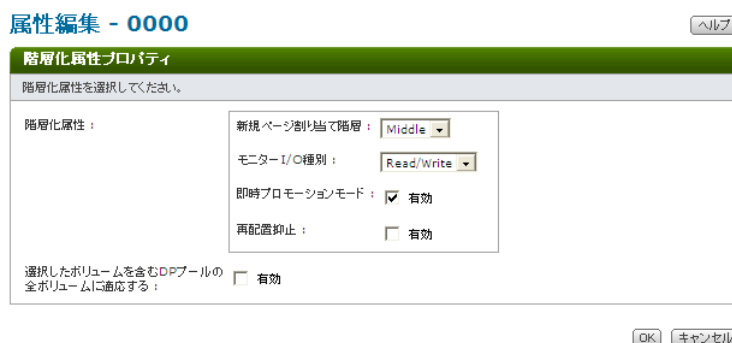 属性編集 - 0000
ヘルプ
階層化属性プロパティ
階層化属性を選択してください。
階層化属性：
新規ページ割り当て階層： Middle
モニターI/O種別： Read/Write
即時プロモーションモード： 有効
再配置抑止： 有効
選択したボリュームを含むDPプールの
全ボリュームに適応する： 有効
OK キャンセル